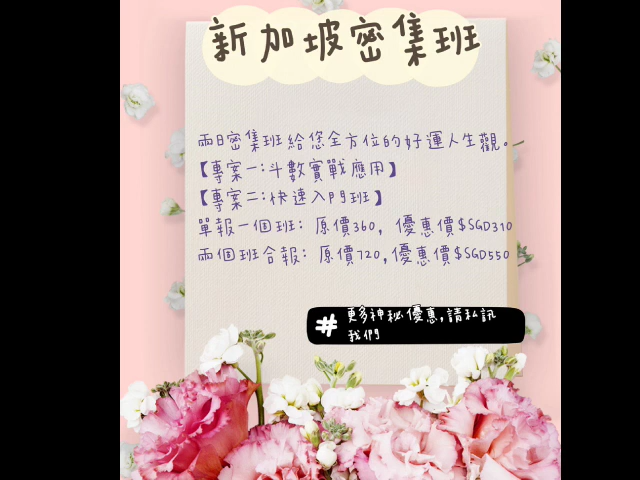 新加坡密集班
兩日密集班給您全方位的好運人生觀。
【專案一:斗數實戰應用】
【專案二:快速入門班】
單報一個班: 原價360, 優惠價$SGD310
兩個班合報: 原價720,優惠價$SGD550
# 更多神秘優惠,請私訊
我們